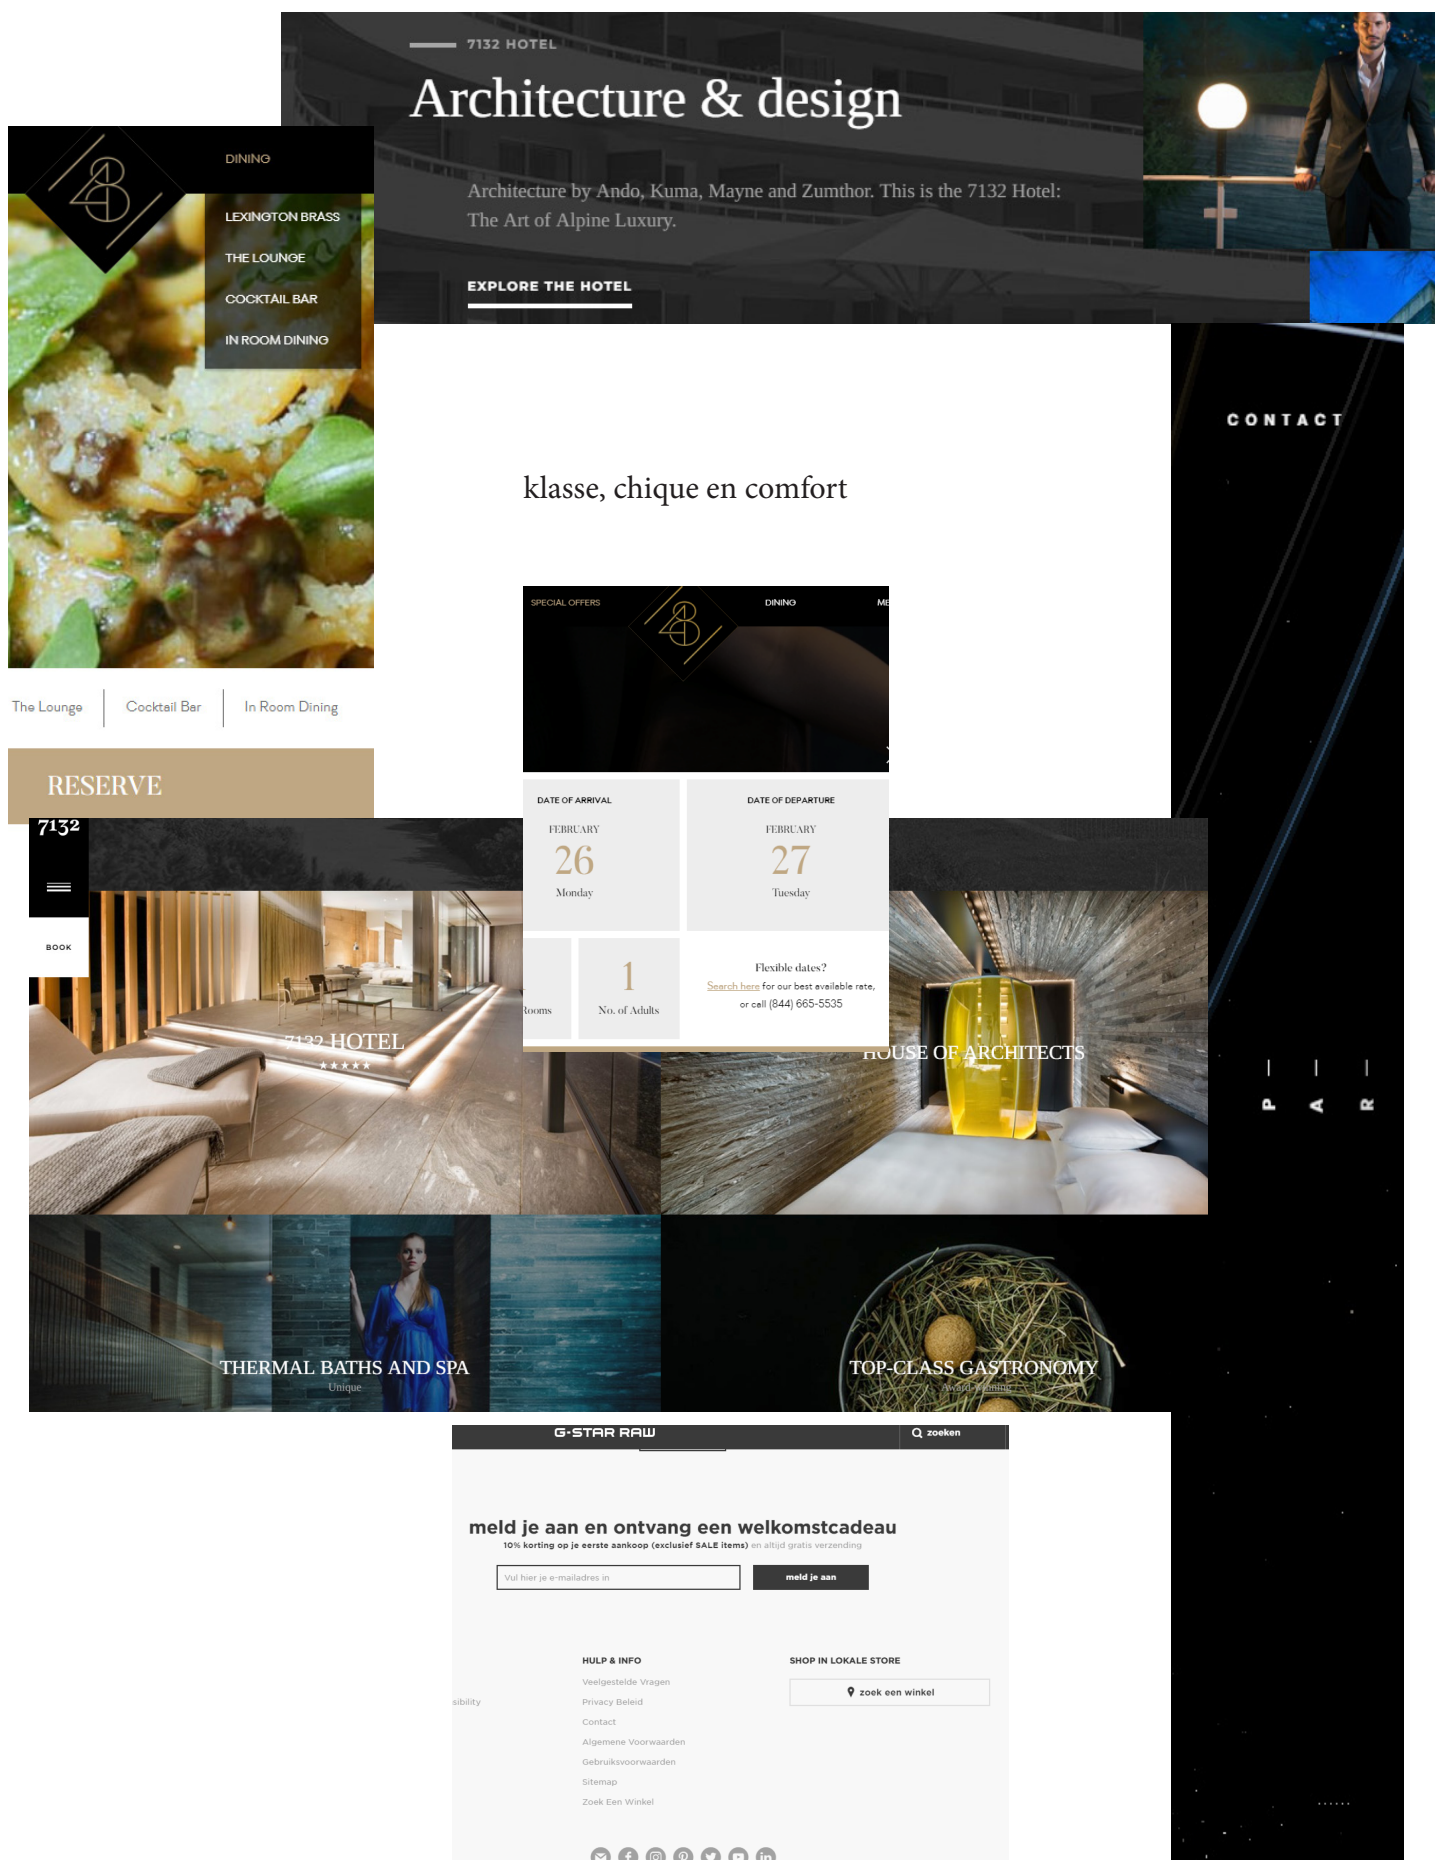 7132 HOTEL
Architecture & design
Architecture by Ando, Kuma, Mayne and Zumthor. This is the 7132 Hotel:
The Art of Alpine Luxury.
EXPLORE THE HOTEL
DINING
LEXINGTON BRASS
THE LOUNGE
COCKTAIL BAR
IN ROOM DINING
The Lounge
Cocktail Bar
In Room Dining
RESERVE
CONTACT
klasse, chique en comfort
SPECIAL OFFERS
DINING
ME
DATE OF ARRIVAL
FEBRUARY
26
Monday
DATE OF DEPARTURE
FEBRUARY
27
Tuesday
Rooms
1
No. of Adults
Flexible dates?
Search here for our best available rate,
or call (844) 665-5535
7132
BOOK
7132 HOTEL
★★★★★
HOUSE OF ARCHITECTS
P
A
R
THERMAL BATHS AND SPA
Unique
TOP-CLASS GASTRONOMY
Award-winning
G-STAR RAW
zoeken
meld je aan en ontvang een welkomstcadeau
10% korting op je eerste aankoop (exclusief SALE items) en altijd gratis verzending
Vul hier je e-mailadres in
meld je aan
sibility
HULP & INFO
Veelgestelde Vragen
Privacy Beleid
Contact
Algemene Voorwaarden
Gebruiksvoorwaarden
Sitemap
Zoek Een Winkel
SHOP IN LOKALE STORE
zoek een winkel